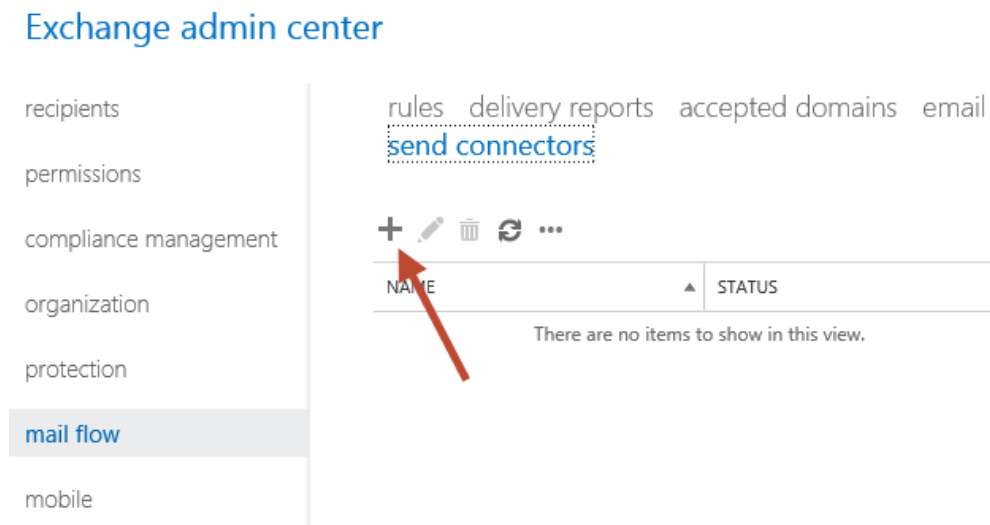 Exchange admin center
recipients
permissions
compliance management
organization
protection
mail flow
mobile
rules delivery reports accepted domains email
send connectors
NAME STATUS
There are no items to show in this view.